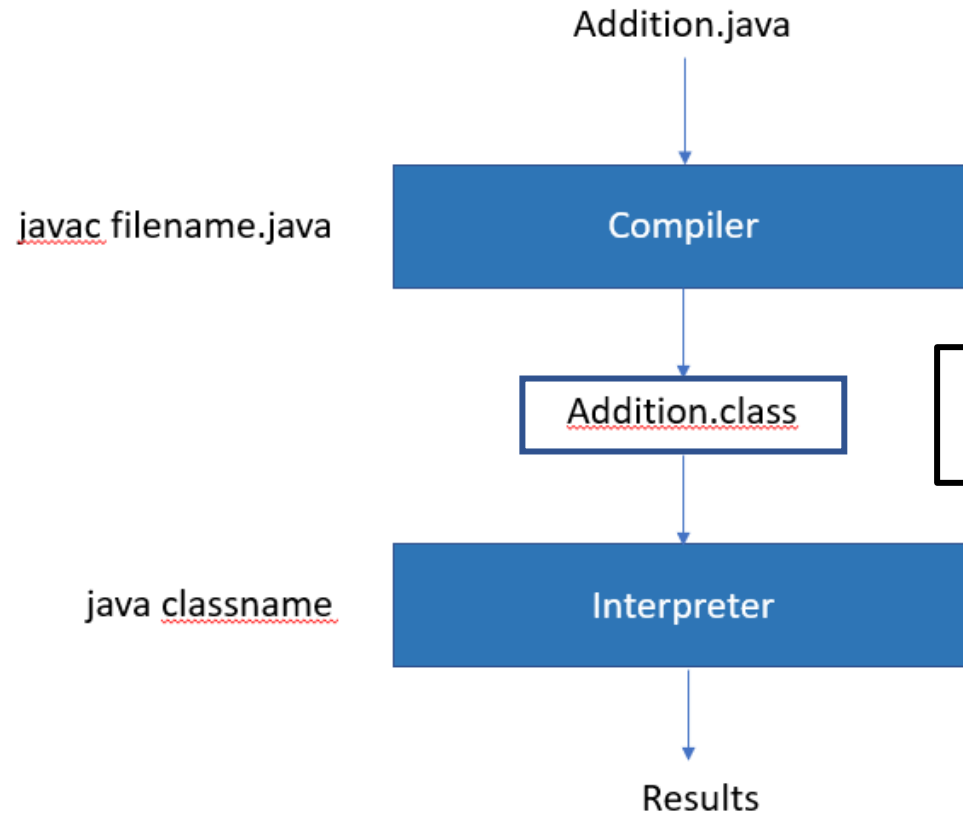 Addition.java
javac filename.java
Compiler
Addition.class
java classname
Interpreter
Results